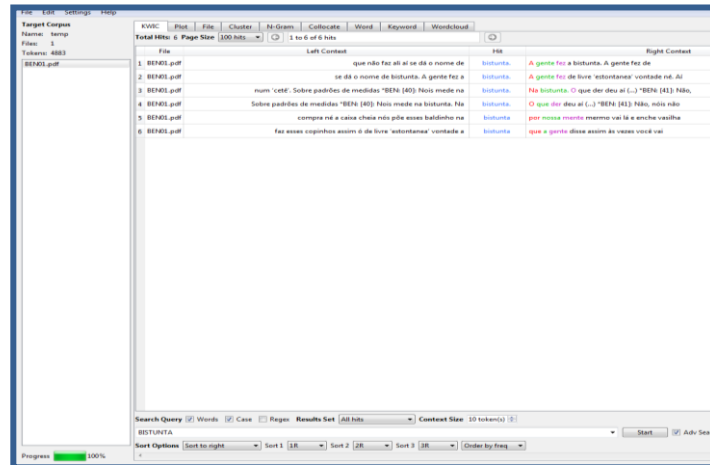 File Edit Settings Help
Target Corpus
Name: temp
Files: 1
Tokens: 4883
BEN01.pdf
Progress 100%
KWIC Plot File Cluster N-Gram Collocate Word Keyword Wordcloud
Total Hits: 6 Page Size 100 hits 1 to 6 of 6 hits
File Left Context Hit Right Context
1 BEN01.pdf que não faz ali aí se dá o nome de bistunta. A gente fez a bistunta. A gente fez de
2 BEN01.pdf se dá o nome de bistunta. A gente fez a bistunta. A gente fez de livre 'estontanea' vontade né. Aí
3 BEN01.pdf num 'ceté'. Sobre padrões de medidas *BEN: [40]: Nois mede na bistunta. Na bistunta. O que der deu aí (...) *BEN: [41]: Não,
4 BEN01.pdf Sobre padrões de medidas *BEN: [40]: Nois mede na bistunta. Na bistunta. O que der deu aí (...) *BEN: [41]: Não, nóis não
5 BEN01.pdf compra né a caixa cheia nós põe esses baldinho na bistunta por nossa mente mermo vai lá e enche vasilha
6 BEN01.pdf faz esses copinhos assim é de livre 'estontanea' vontade a bistunta que a gente disse assim às vezes você vai
Search Query Words Case Regex Results Set All hits Context Size 10 token(s)
BISTUNTA Start Adv Sea
Sort Options Sort to right Sort 1 1R Sort 2 2R Sort 3 3R Order by freq